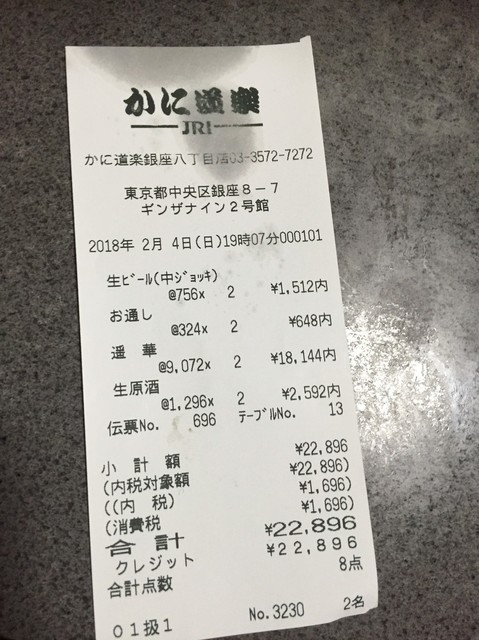 かに道楽
JRI
かに道楽銀座八丁目店03-3572-7272
東京都中央区銀座8-7
ギンザナイン2号館
2018年 2月 4日(日)19時07分000101
生ビール(中ジョッキ)
@756x 2 ¥1,512内
お通し
@324x 2 ¥648内
遥 華
@9,072x 2 ¥18,144内
生原酒
@1,296x 2 ¥2,592内
伝票No. 696 テーブルNo. 13
小 計 額 ¥22,896
(内税対象額 ¥22,896)
((内 税) ¥1,696)
(消費税 ¥1,696)
合 計 ¥22,896
クレジット ¥22,896
合計点数 8点
01扱1 No.3230 2名